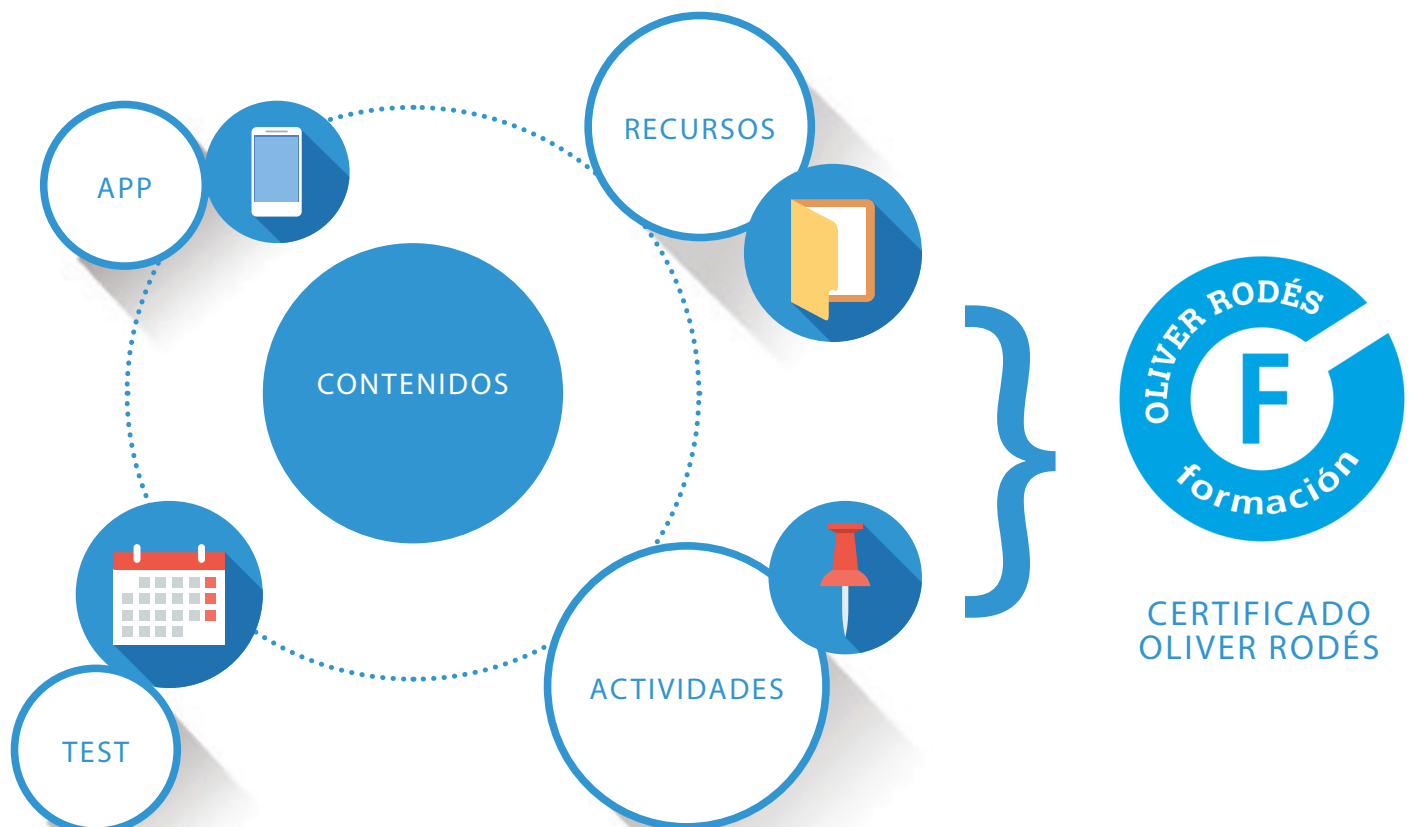 APP
RECURSOS
CONTENIDOS
TEST
ACTIVIDADES
OLIVER RODÉS
F
formación
CERTIFICADO
OLIVER RODÉS